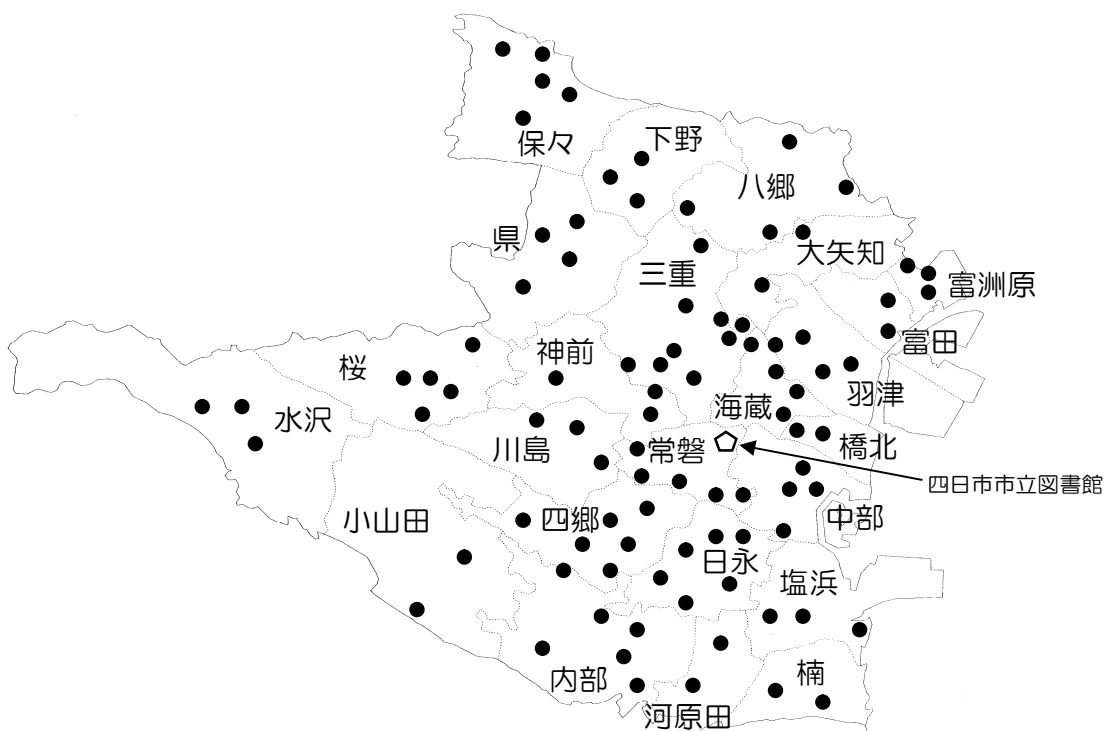 保々
下野
八郷
県
大矢知
三重
富洲原
富田
桜
神前
羽津
水沢
海蔵
川島
常磐
橋北
四日市市立図書館
小山田
四郷
中部
日永
塩浜
内部
楠
河原田